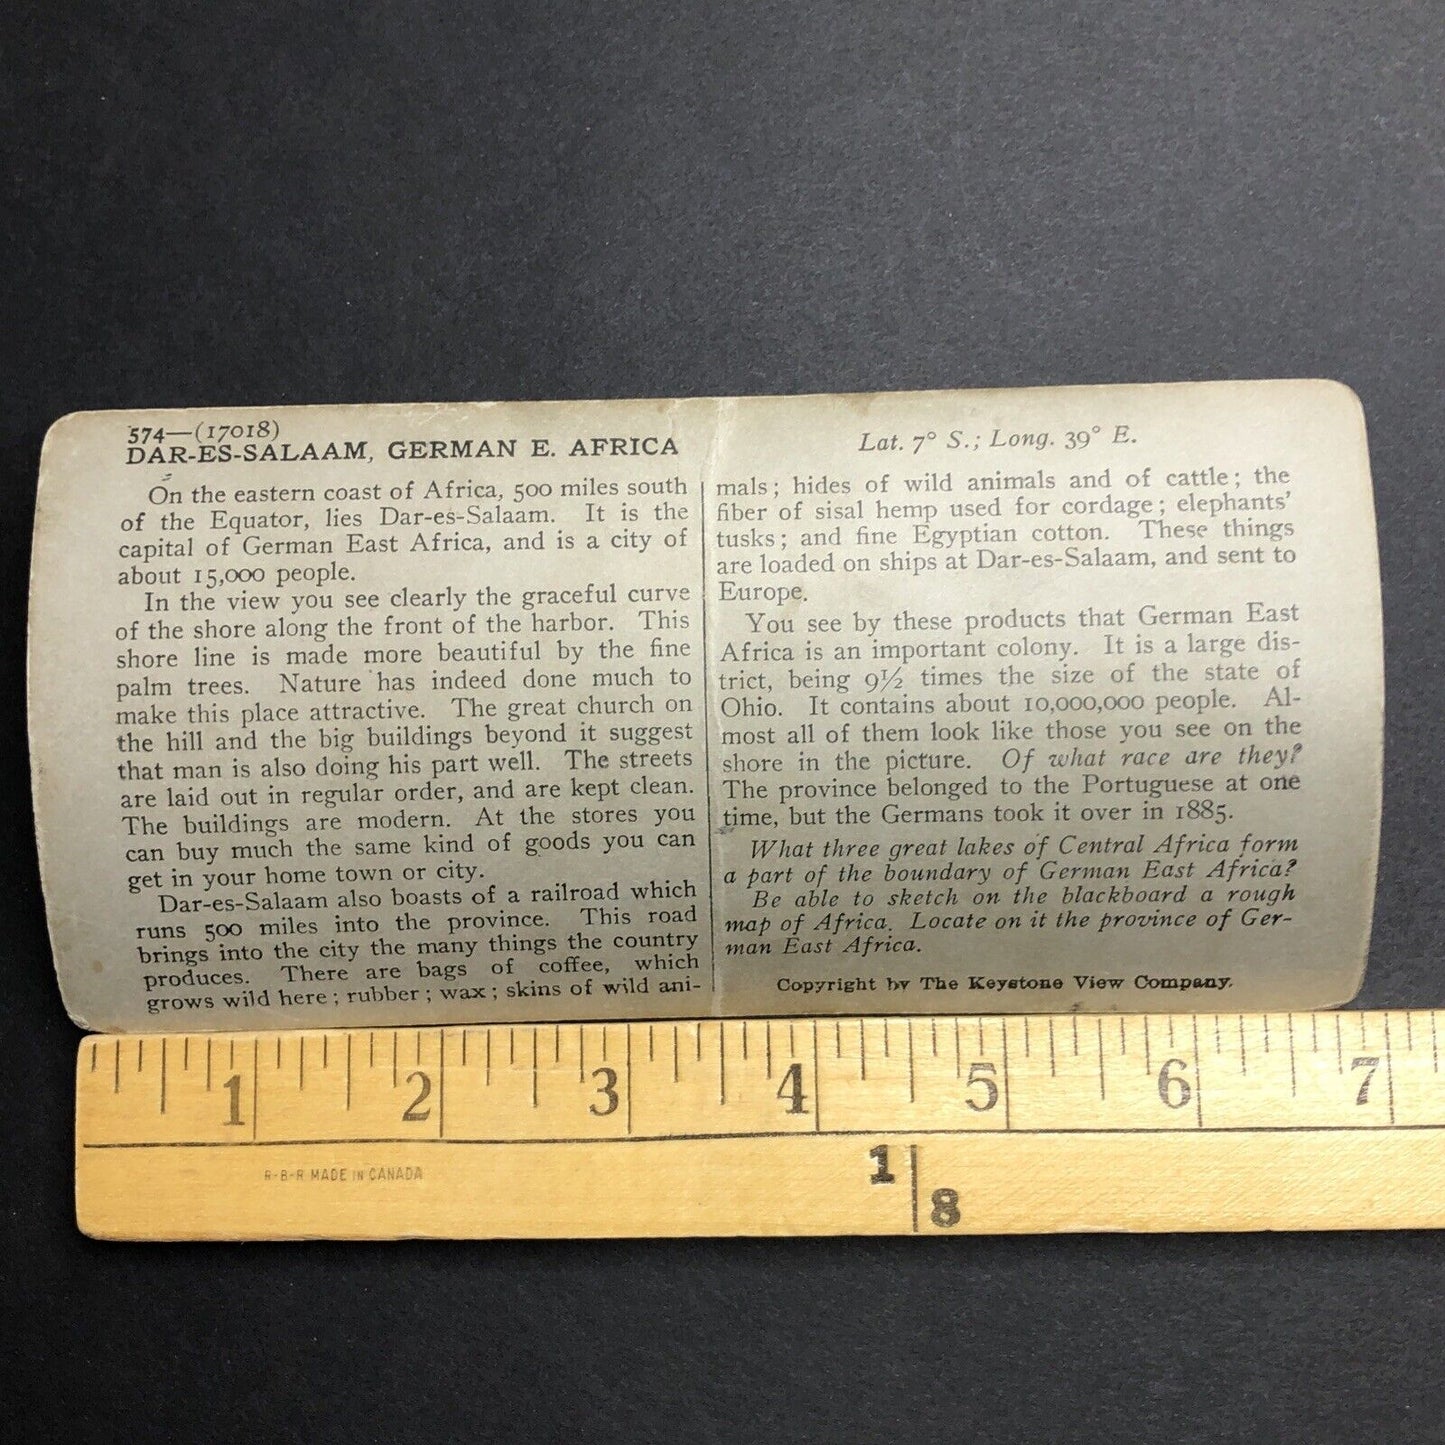 574—(17018)
DAR-ES-SALAAM, GERMAN E. AFRICA
On the eastern coast of Africa, 500 miles south
of the Equator, lies Dar-es-Salaam. It is the
capital of German East Africa, and is a city of
about 15,000 people.
In the view you see clearly the graceful curve
of the shore along the front of the harbor. This
shore line is made more beautiful by the fine
palm trees. Nature has indeed done much to
make this place attractive. The great church on
the hill and the big buildings beyond it suggest
that man is also doing his part well. The streets
are laid out in regular order, and are kept clean.
The buildings are modern. At the stores you
can buy much the same kind of goods you can
get in your home town or city.
Dar-es-Salaam also boasts of a railroad which
runs 500 miles into the province. This road
brings into the city the many things the country
produces. There are bags of coffee, which
grows wild here; rubber; wax; skins of wild ani-
Lat. 7° S.; Long. 39° E.
mals; hides of wild animals and of cattle; the
fiber of sisal hemp used for cordage; elephants'
tusks; and fine Egyptian cotton. These things
are loaded on ships at Dar-es-Salaam, and sent to
Europe.
You see by these products that German East
Africa is an important colony. It is a large dis-
trict, being 9½ times the size of the state of
Ohio. It contains about 10,000,000 people. Al-
most all of them look like those you see on the
shore in the picture. Of what race are they?
The province belonged to the Portuguese at one
time, but the Germans took it over in 1885.
What three great lakes of Central Africa form
a part of the boundary of German East Africa?
Be able to sketch on the blackboard a rough
map of Africa. Locate on it the province of Ger-
man East Africa.
Copyright by The Keystone View Company.
1 2 3 4 5 6 7
R-B-R MADE IN CANADA
1 8